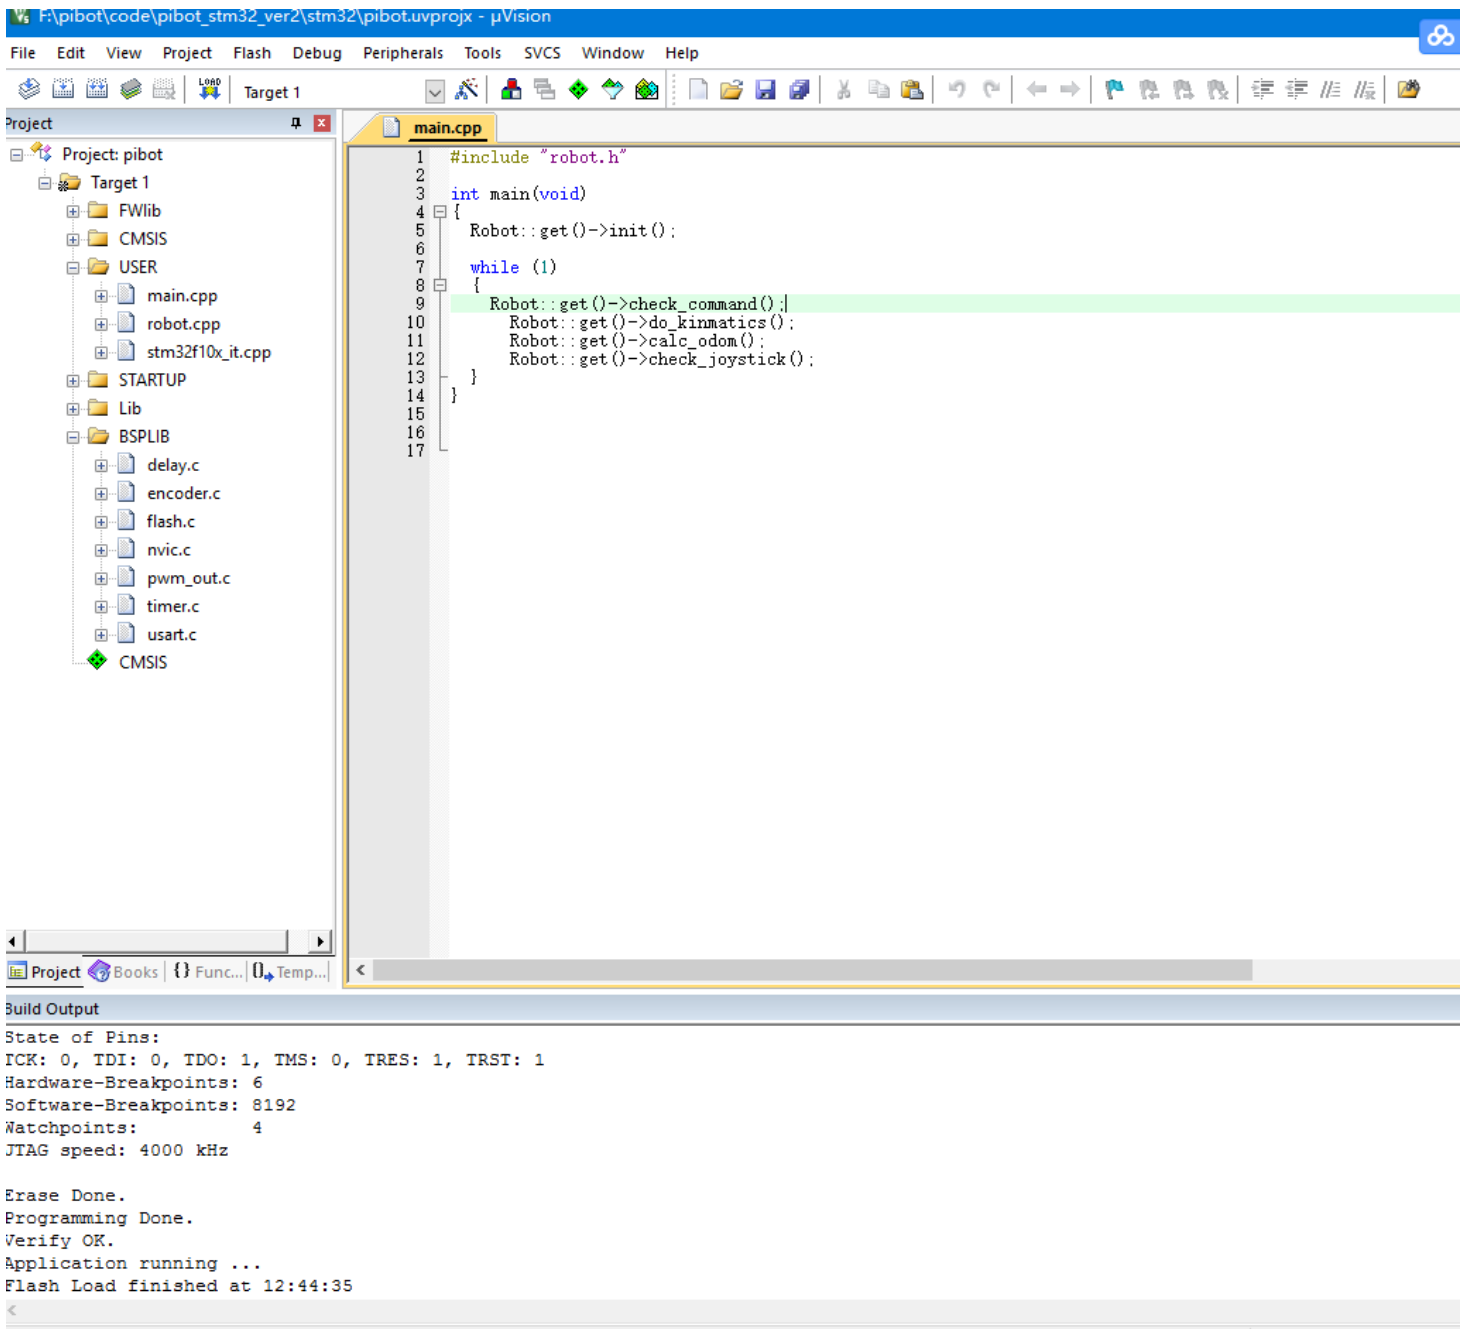 F:\pibot\code\pibot_stm32_ver2\stm32\pibot.uvprojx - µVision
File Edit View Project Flash Debug Peripherals Tools SVCS Window Help
LOAD Target 1
Project
main.cpp
Project: pibot
Target 1
FWlib
CMSIS
USER
main.cpp
robot.cpp
stm32f10x_it.cpp
STARTUP
Lib
BSPLIB
delay.c
encoder.c
flash.c
nvic.c
pwm_out.c
timer.c
usart.c
CMSIS
1 #include "robot.h"
2
3 int main(void)
4 {
5 Robot::get()->init();
6
7 while (1)
8 {
9 Robot::get()->check_command();
10 Robot::get()->do_kinmatics();
11 Robot::get()->calc_odom();
12 Robot::get()->check_joystick();
13 }
14 }
15
16
17
Project Books {} Func... Temp...
Build Output
State of Pins:
TCK: 0, TDI: 0, TDO: 1, TMS: 0, TRES: 1, TRST: 1
Hardware-Breakpoints: 6
Software-Breakpoints: 8192
Watchpoints: 4
JTAG speed: 4000 kHz
Erase Done.
Programming Done.
Verify OK.
Application running ...
Flash Load finished at 12:44:35